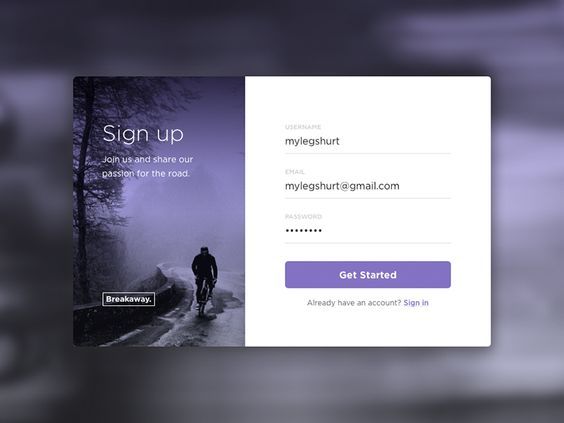 Sign up
Join us and share our
passion for the road.
Breakaway.
USERNAME
mylegshurt
EMAIL
mylegshurt@gmail.com
PASSWORD
••••••••
Get Started
Already have an account? Sign in